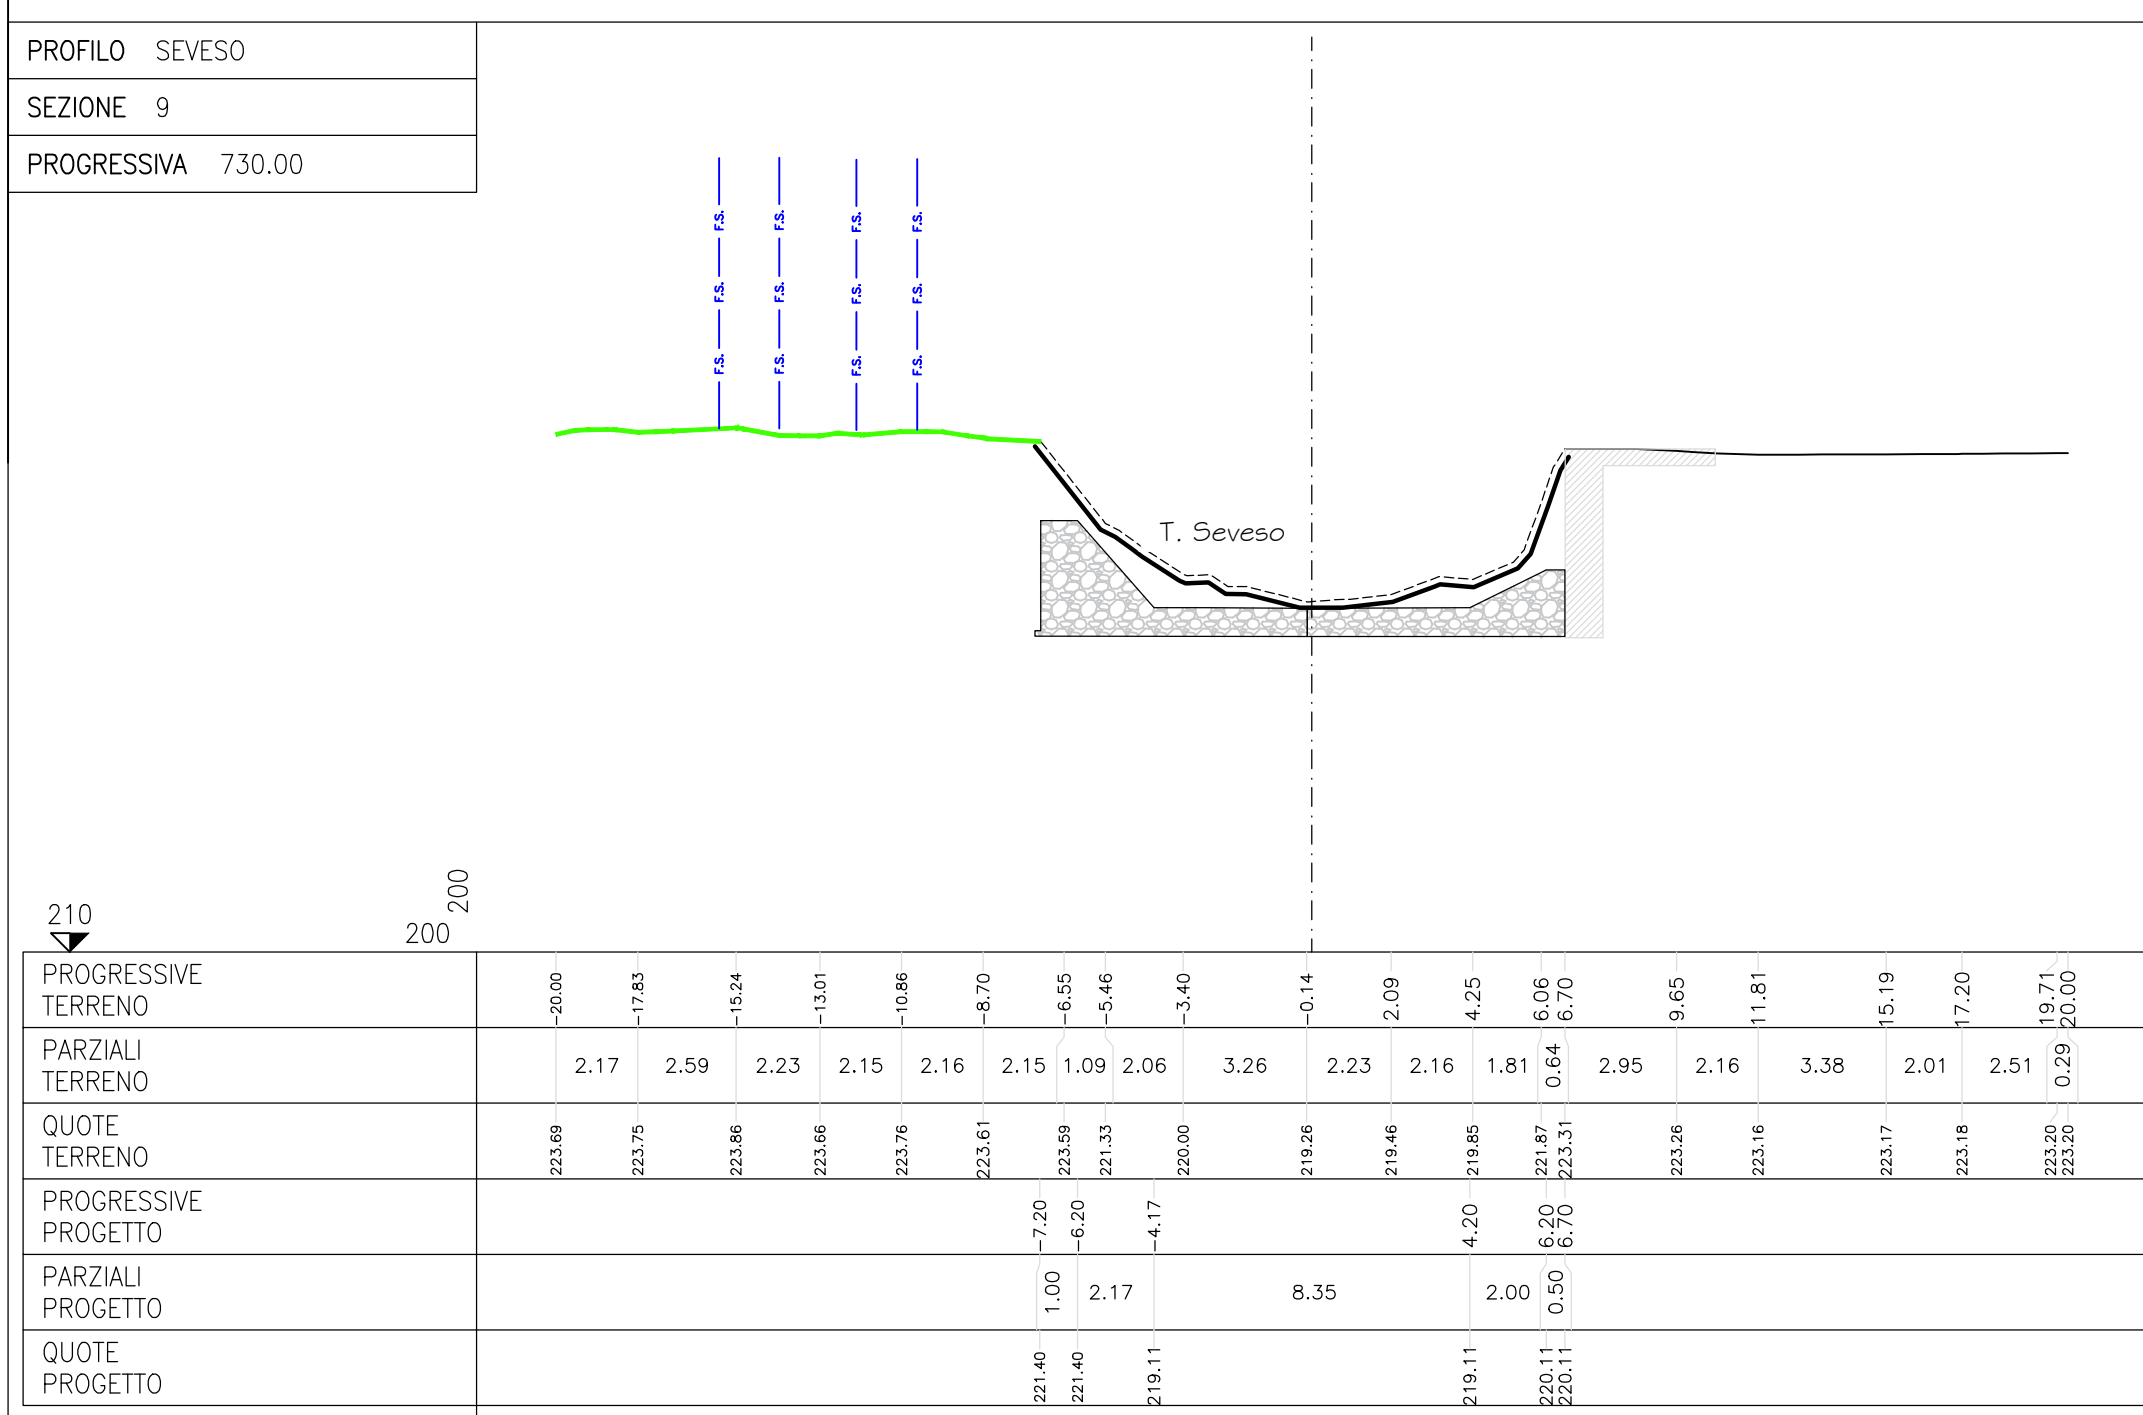 PROFILO SEVESO
SEZIONE 9
PROGRESSIVA 730.00
F.S. F.S. F.S. F.S.
F.S. F.S. F.S. F.S.
F.S. F.S. F.S. F.S.
T. Seveso
200
210
200
PROGRESSIVE TERRENO
-20.00 -17.83 -15.24 -13.01 -10.86 -8.70 -6.55 -5.46 -3.40 -0.14 2.09 4.25 6.06 6.70 9.65 11.81 15.19 17.20 19.71 20.00
PARZIALI TERRENO
2.17 2.59 2.23 2.15 2.16 2.15 1.09 2.06 3.26 2.23 2.16 1.81 0.64 2.95 2.16 3.38 2.01 2.51 0.29
QUOTE TERRENO
223.69 223.75 223.86 223.66 223.76 223.61 223.59 221.33 220.00 219.26 219.46 219.85 221.87 223.31 223.26 223.16 223.17 223.18 223.20 223.20
PROGRESSIVE PROGETTO
-7.20 -6.20 -4.17 4.20 6.20 6.70
PARZIALI PROGETTO
1.00 2.17 8.35 2.00 0.50
QUOTE PROGETTO
221.40 221.40 219.11 219.11 220.11 220.11